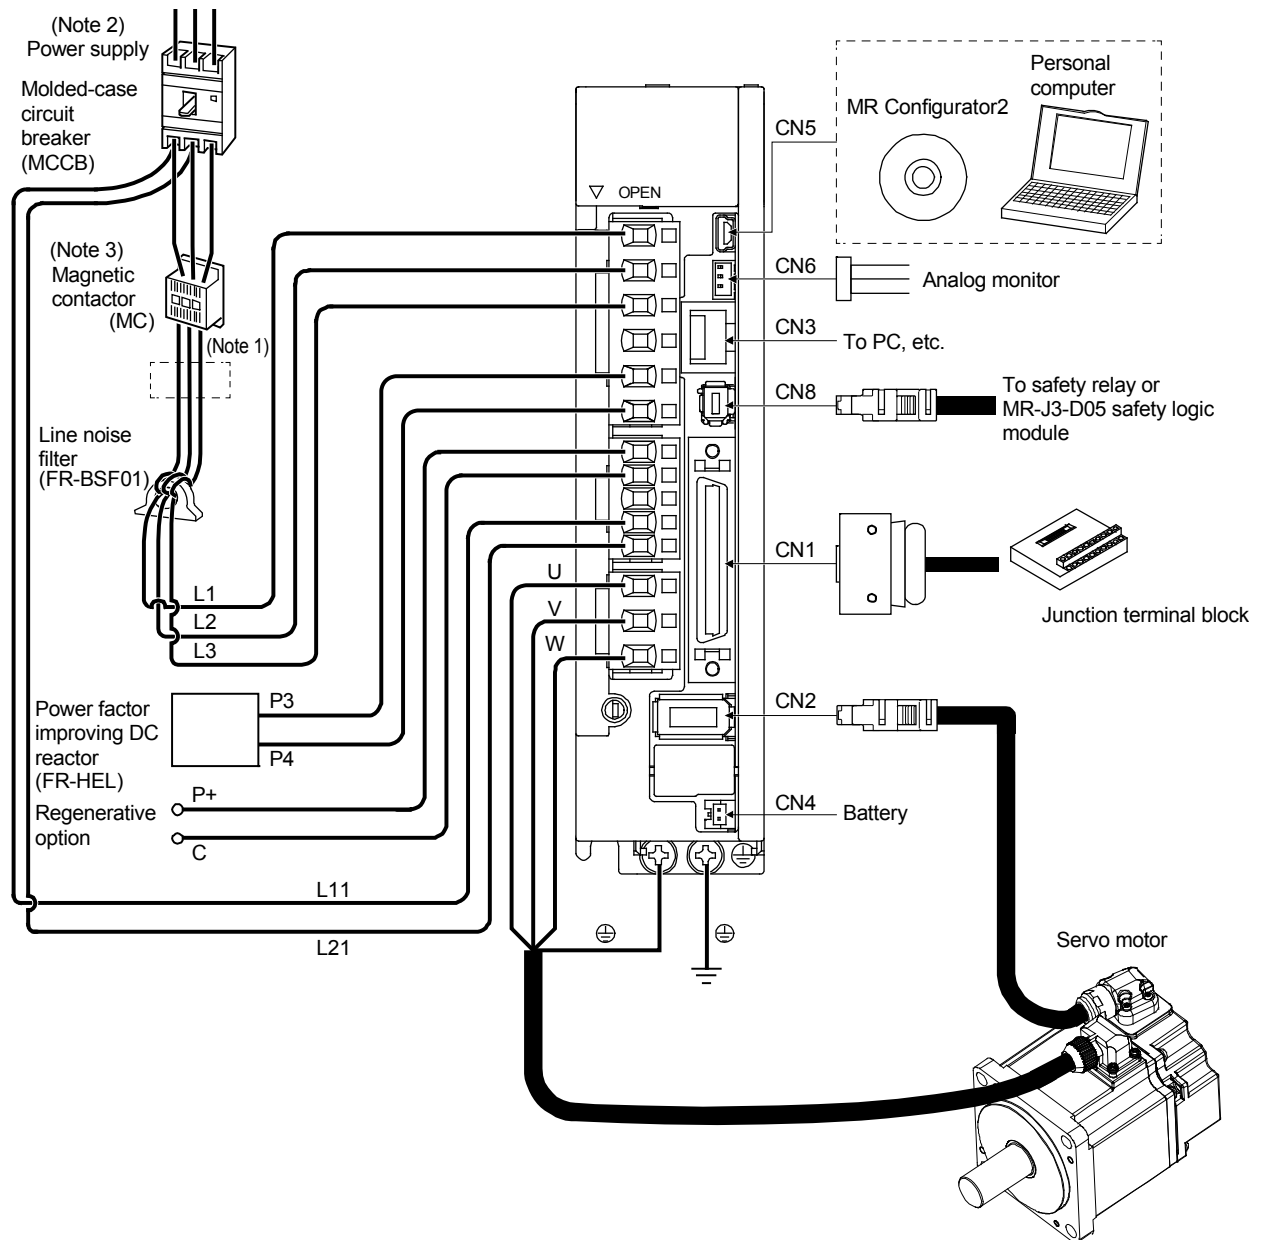 (Note 2)
Power supply
Molded-case
circuit
breaker
(MCCB)
(Note 3)
Magnetic
contactor
(MC)
(Note 1)
Line noise
filter
(FR-BSF01)
L1
L2
L3
Power factor
improving DC
reactor
(FR-HEL)
P3
P4
Regenerative
option
P+
C
L11
L21
OPEN
U
V
W
CN5
MR Configurator2
Personal
computer
CN6
Analog monitor
CN3
To PC, etc.
CN8
To safety relay or
MR-J3-D05 safety logic
module
CN1
Junction terminal block
CN2
CN4
Battery
Servo motor